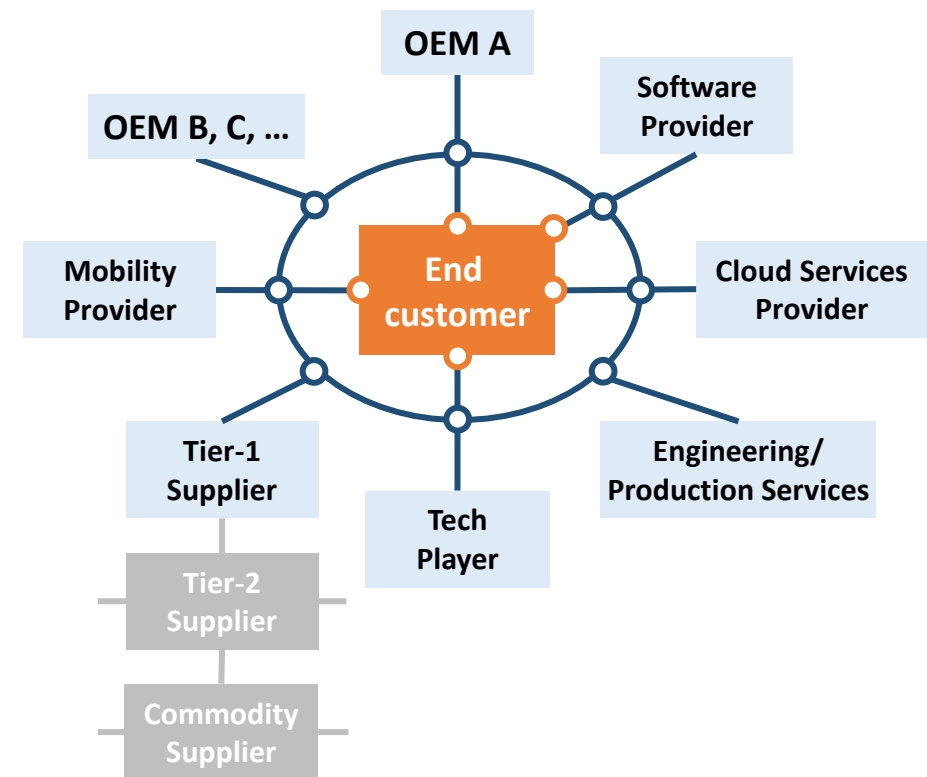 OEM A
Software
Provider
OEM B, C, ...
Mobility
Provider
End
customer
Cloud Services
Provider
Tier-1
Supplier
Engineering/
Production Services
Tech
Player
Tier-2
Supplier
Commodity
Supplier